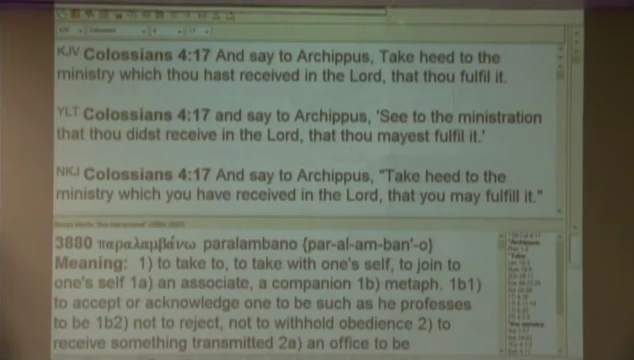 KJV Colossians 4:17 And say to Archippus, Take heed to the
ministry which thou hast received in the Lord, that thou fulfil it.
YLT Colossians 4:17 and say to Archippus, 'See to the ministration
that thou didst receive in the Lord, that thou mayest fulfil it.'
NKJ Colossians 4:17 And say to Archippus, "Take heed to the
ministry which you have received in the Lord, that you may fulfill it."
3880 παραλαμβάνω paralambano {par-al-am-ban'-o}
Meaning: 1) to take to, to take with one's self, to join to
one's self 1a) an associate, a companion 1b) metaph. 1b1)
to accept or acknowledge one to be such as he professes
to be 1b2) not to reject, not to withhold obedience 2) to
receive something transmitted 2a) an office to be